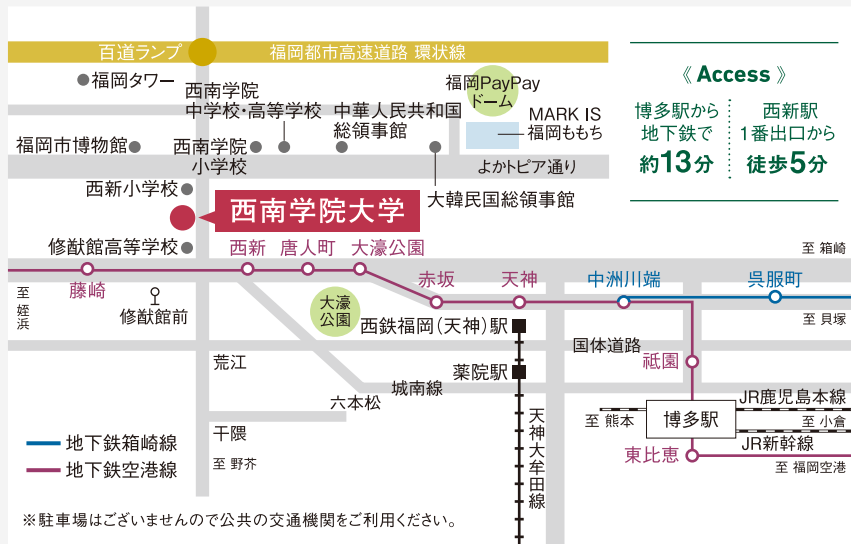 百道ランプ
福岡都市高速道路 環状線
福岡タワー
西南学院
中学校・高等学校
中華人民共和国
総領事館
福岡PayPay
ドーム
MARK IS
福岡ももち
福岡市博物館
西南学院
小学校
よかトピア通り
西新小学校
大韓民国総領事館
西南学院大学
修猷館高等学校
西新
唐人町
大濠公園
至 箱崎
藤崎
赤坂
天神
中洲川端
呉服町
至
姪浜
修猷館前
大濠
公園
西鉄福岡(天神)駅
至 貝塚
国体道路
荒江
薬院駅
祗園
城南線
六本松
JR鹿児島本線
至 熊本
博多駅
至 小倉
干隈
天神大牟田線
JR新幹線
至 野芥
東比恵
至 福岡空港
地下鉄箱崎線
地下鉄空港線
※駐車場はございませんので公共の交通機関をご利用ください。
《 Access 》
博多駅から
地下鉄で
約13分
西新駅
1番出口から
徒歩5分